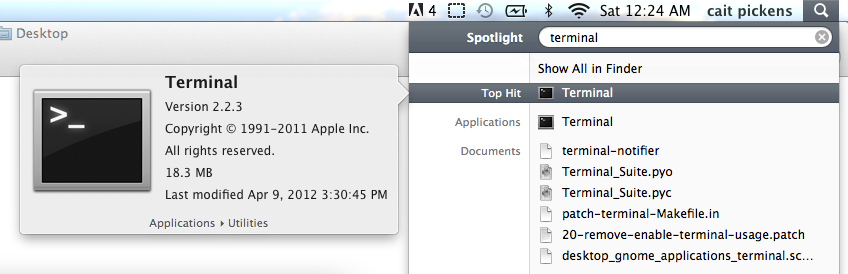 4 Sat 12:24 AM cait pickens
Desktop
Spotlight terminal
Show All in Finder
Top Hit Terminal
Applications Terminal
Documents terminal-notifier
Terminal_Suite.pyo
Terminal_Suite.pyc
patch-terminal-Makefile.in
20-remove-enable-terminal-usage.patch
desktop_gnome_applications_terminal.sc...
>_
Terminal
Version 2.2.3
Copyright © 1991-2011 Apple Inc.
All rights reserved.
18.3 MB
Last modified Apr 9, 2012 3:30:45 PM
Applications ▸ Utilities